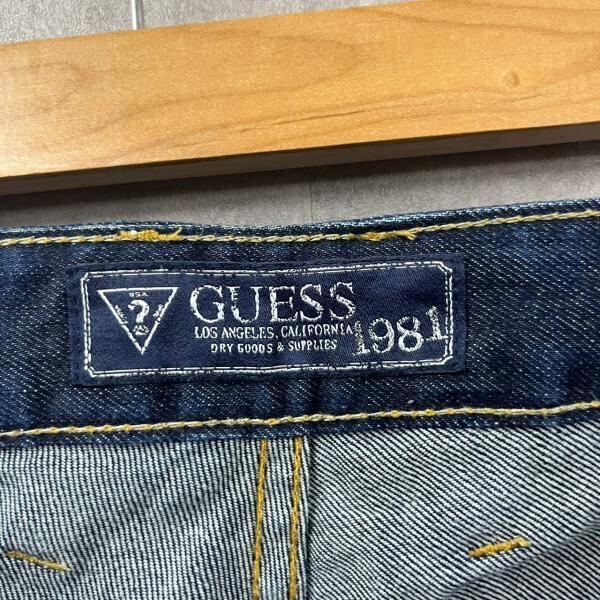 U.S.A.
?
GUESS
LOS ANGELES, CALIFORNIA
DRY GOODS & SUPPLIES
1981